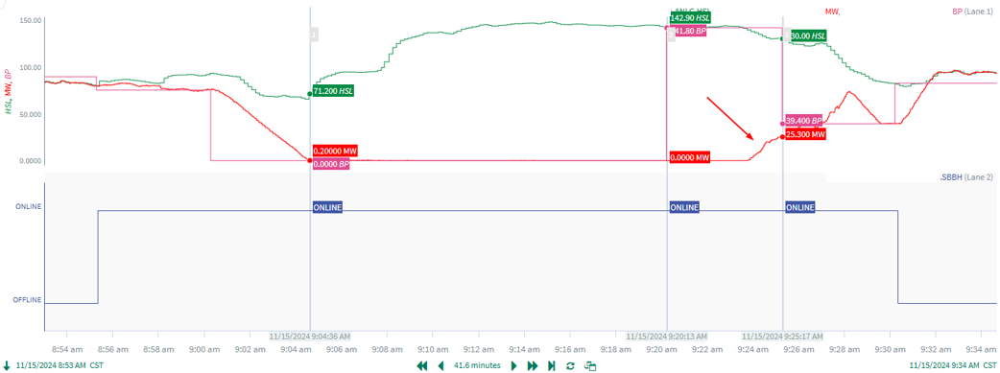 ANLG HSL
MW,
BP (Lane 1)
150.00
100.00
50.000
0.0000
HSL, MW, BP
1
142.90 HSL
41.80 BP
30.00 HSL
71.200 HSL
39.400 BP
25.300 MW
0.20000 MW
0.0000 BP
0.0000 MW
.SBBH (Lane 2)
ONLINE
OFFLINE
ONLINE
ONLINE
ONLINE
11/15/2024 9:04:36 AM
11/15/2024 9:20:13 AM
11/15/2024 9:25:17 AM
8:54 am
8:56 am
8:58 am
9:00 am
9:02 am
9:04 am
9:06 am
9:08 am
9:10 am
9:12 am
9:14 am
9:16 am
9:18 am
9:20 am
9:22 am
9:24 am
9:26 am
9:28 am
9:30 am
9:32 am
9:34 am
11/15/2024 8:53 AM CST
41.6 minutes
11/15/2024 9:34 AM CST